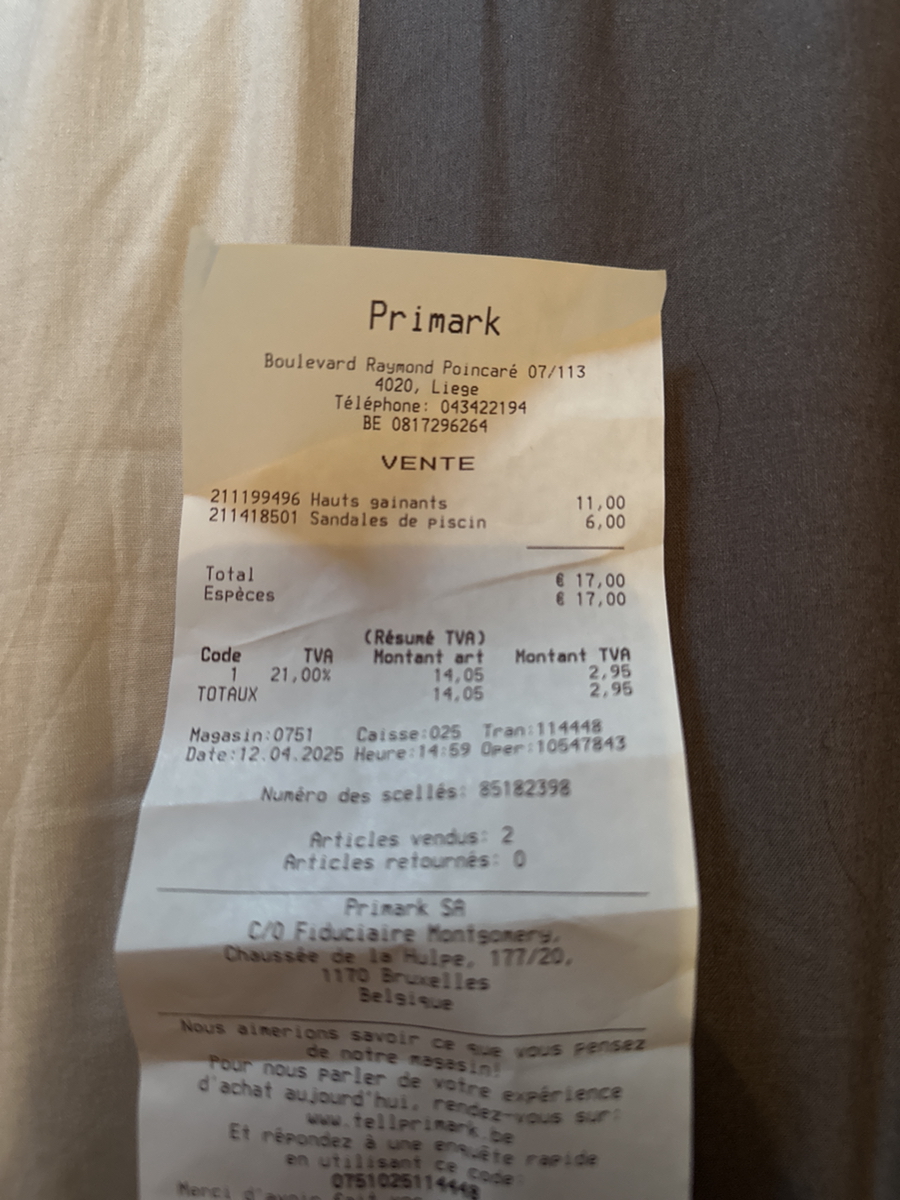 Primark
Boulevard Raymond Poincaré 07/113
4020, Liege
Téléphone: 043422194
BE 0817296264
VENTE
211199496 Hauts gainants 11,00
211418501 Sandales de piscin 6,00
Total € 17,00
Espèces € 17,00
(Résumé TVA)
Code TVA Montant art Montant TVA
1 21,00% 14,05 2,95
TOTAUX 14,05 2,95
Magasin:0751 Caisse:025 Tran:114448
Date:12.04.2025 Heure:14:59 Oper:10547843
Numéro des scellés: 85182398
Articles vendus: 2
Articles retournés: 0
Primark SA
C/O Fiduciaire Montgomery,
Chaussée de la Hulpe, 177/20,
1170 Bruxelles
Belgique
Nous aimerions savoir ce que vous pensez
de notre magasin!
Pour nous parler de votre expérience
d'achat aujourd'hui, rendez-vous sur:
www.tellprimark.be
Et répondez à une enquête rapide
en utilisant ce code:
0751025114448
Merci d'avoir fait vos